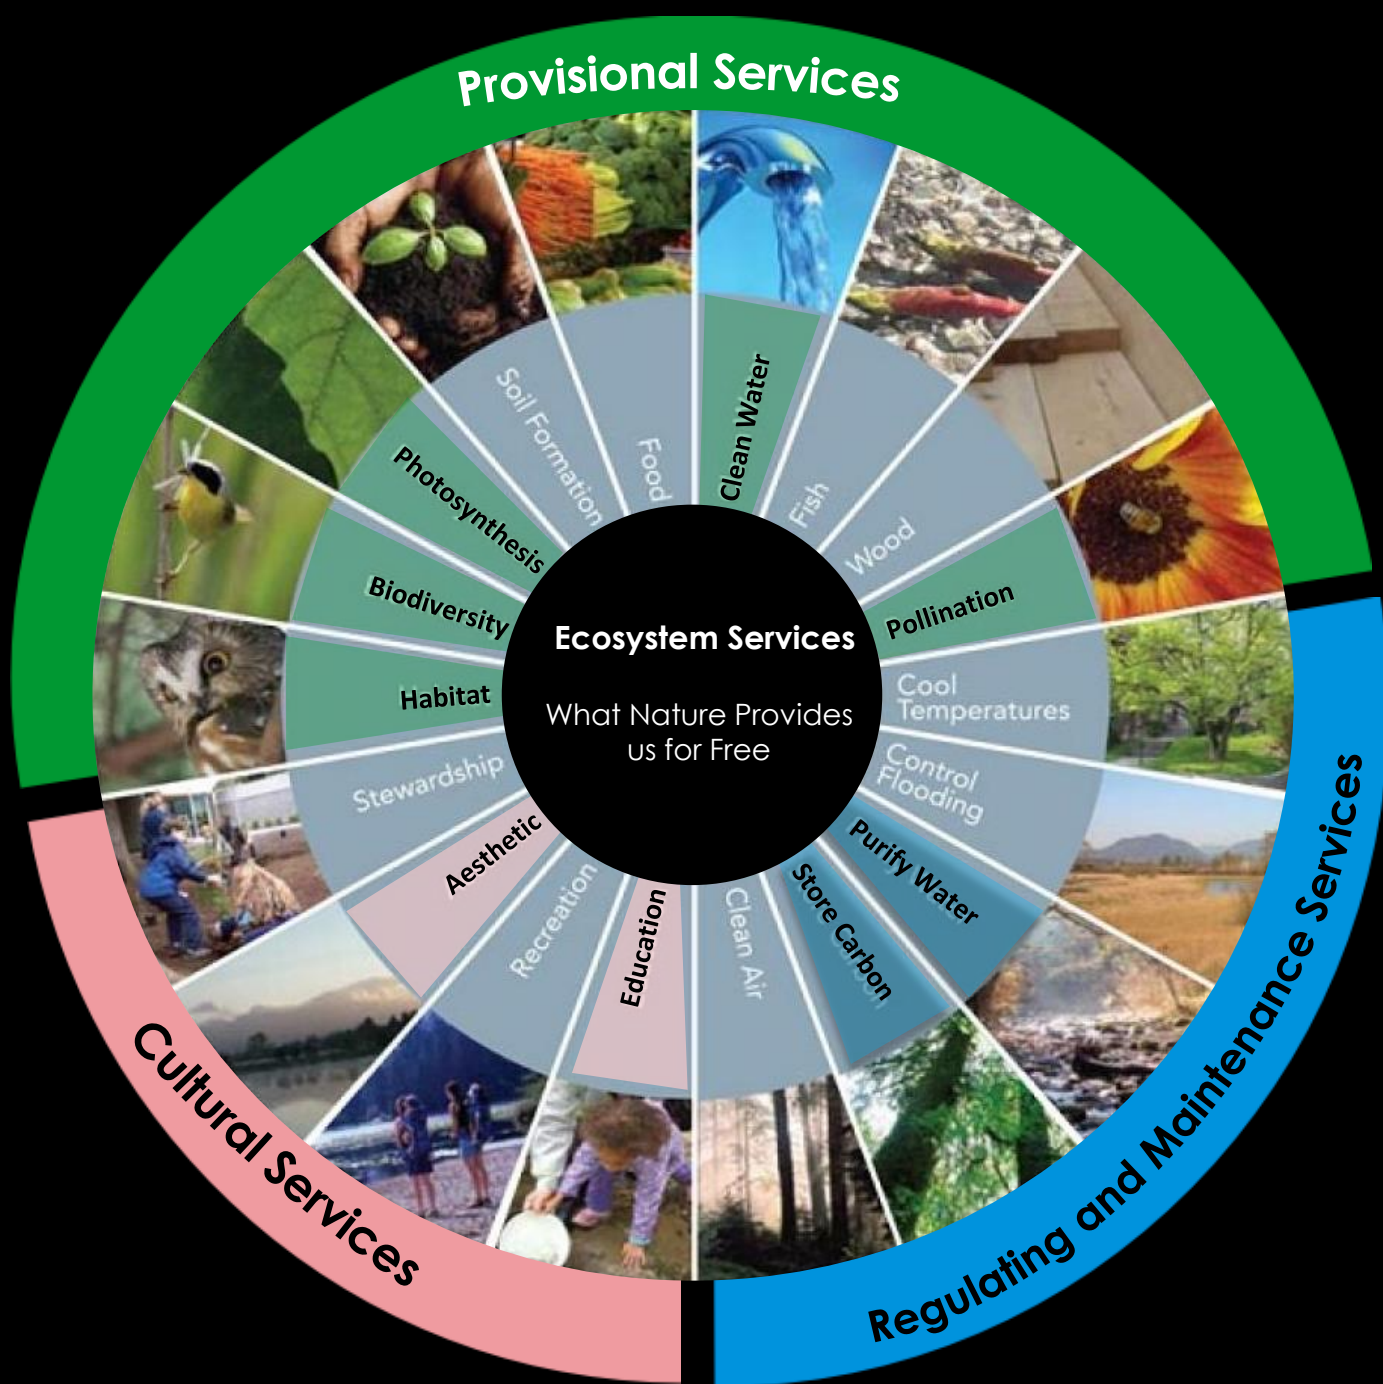 Provisional Services
Clean Water
Fish
Wood
Pollination
Cool
Temperatures
Control
Flooding
Purify Water
Store Carbon
Clean Air
Education
Recreation
Aesthetic
Stewardship
Habitat
Biodiversity
Photosynthesis
Soil Formation
Food
Ecosystem Services
What Nature Provides
us for Free
Regulating and Maintenance Services
Cultural Services